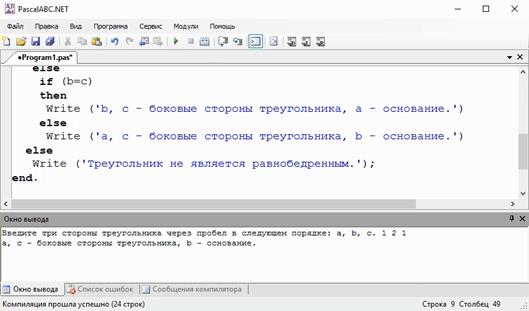 PascalABC.NET
Файл Правка Вид Программа Сервис Модули Помощь
●Program1.pas*
else
if (b=c)
then
Write ('b, c - боковые стороны треугольника, a - основание.')
else
Write ('a, c - боковые стороны треугольника, b - основание.')
else
Write ('Треугольник не является равнобедренным.');
end.
Окно вывода
Введите три стороны треугольника через пробел в следующем порядке: a, b, c. 1 2 1
a, c - боковые стороны треугольника, b - основание.
Окно вывода Список ошибок Сообщения компилятора
Компиляция прошла успешно (24 строк) Строка 9 Столбец 49